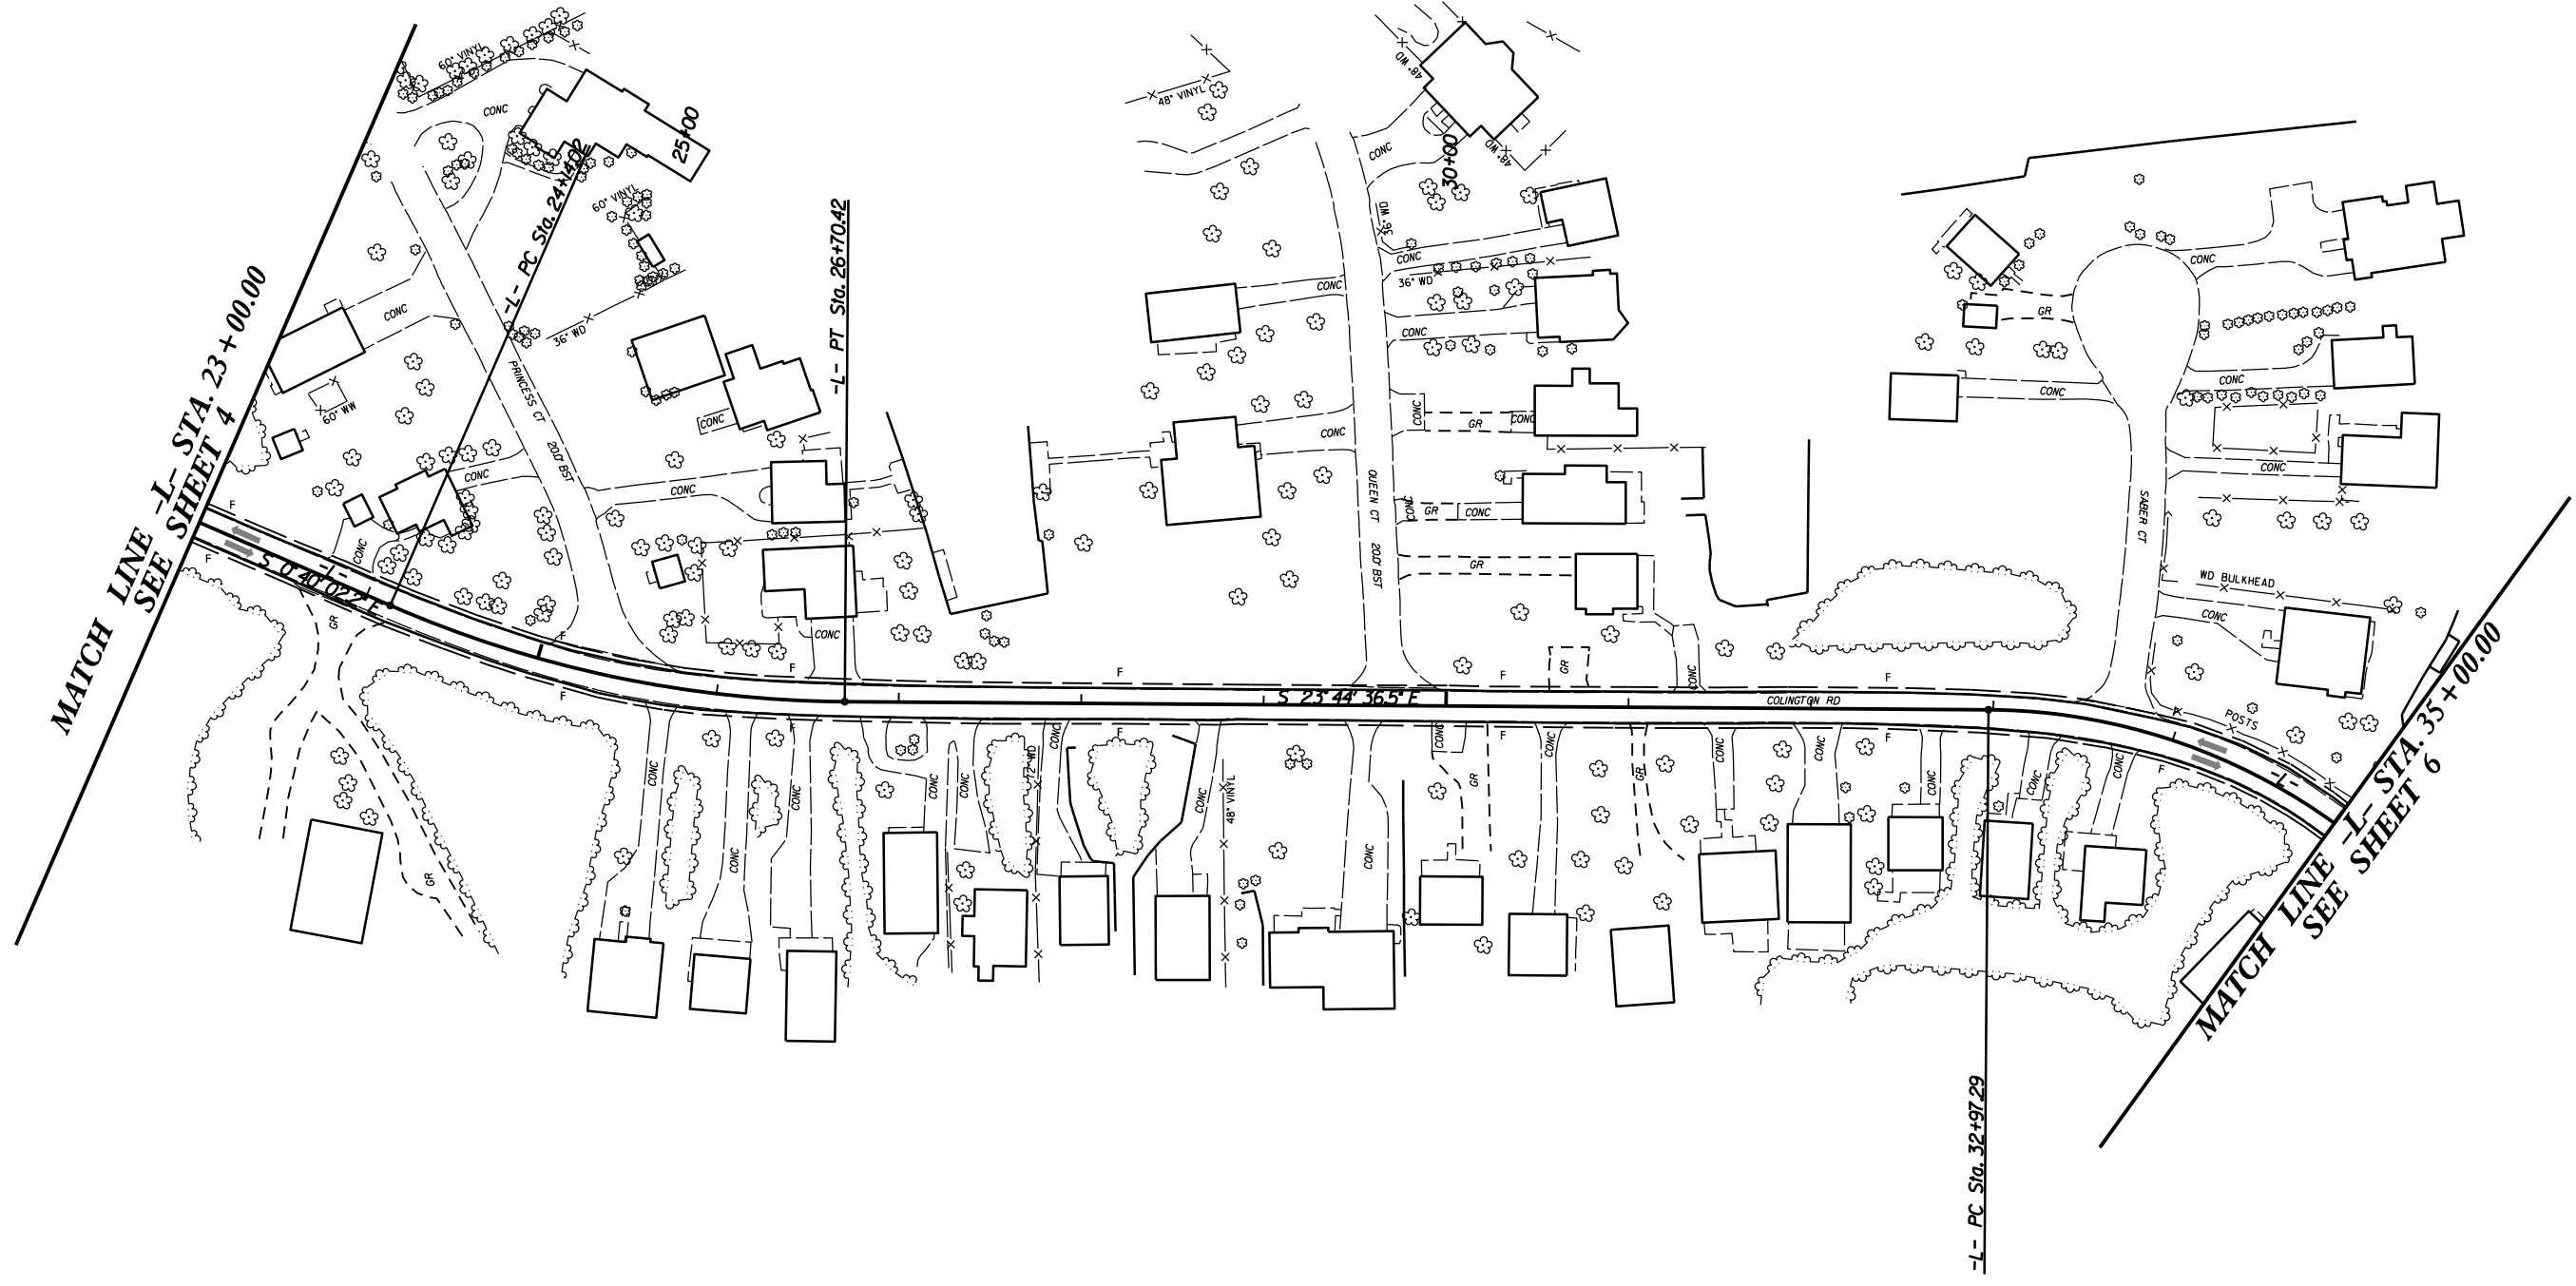 MATCH LINE -L- STA. 23+00.00
SEE SHEET 4
60" VINYL
CONC
-L- PC Sta. 24+14.02
25+00
60" VINYL
CONC
36" WD
60" WW
PRINCESS CT 20.0' BST
CONC
CONC
CONC
-L- PT Sta. 26+70.42
CONC
F
F
S 0° 40' 02.2" E
-L-
CONC
GR
GR
F
F
F
F
48" VINYL
48" WD
48" WD
30+00
CONC
36" WD
CONC
36" WD
CONC
CONC
CONC
GR
CONC
CONC
QUEEN CT 20.0' BST
CONC
GR
CONC
GR
GR
CONC
F
F
S 23° 44' 36.5" E
F
F
COLINGTON RD
F
F
CONC
GR
CONC
CONC
CONC
SABER CT
WD BULKHEAD
CONC
POSTS
F
F
-L-
CONC
CONC
CONC
CONC
CONC
72" WD
CONC
CONC
48" VINYL
CONC
CONC
GR
CONC
GR
CONC
CONC
CONC
CONC
CONC
-L- PC Sta. 32+97.29
MATCH LINE -L- STA. 35+00.00
SEE SHEET 6